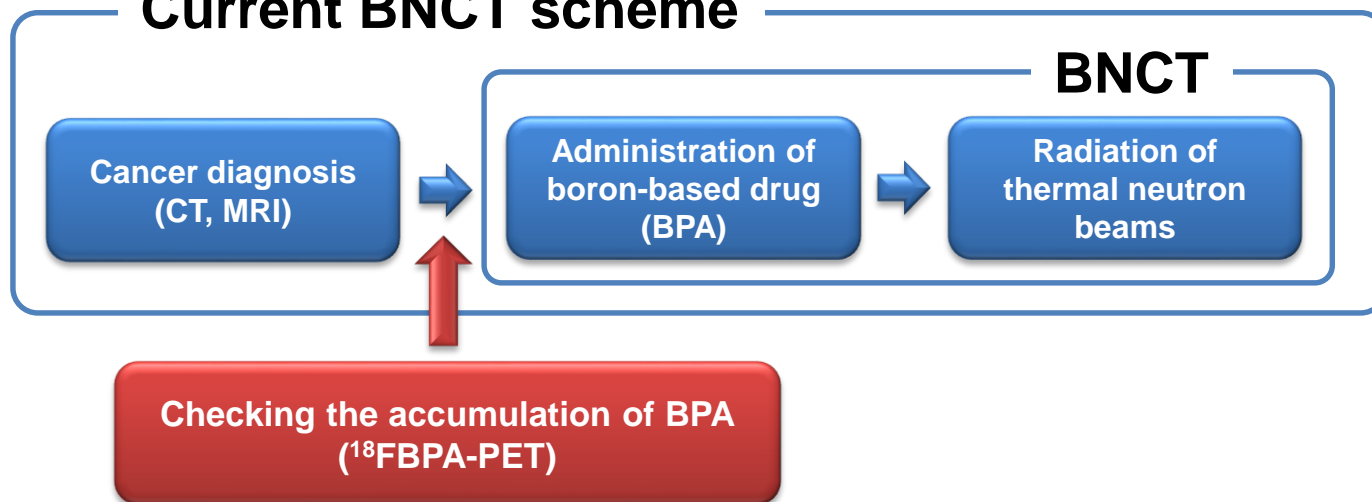 Current BNCT scheme
BNCT
Cancer diagnosis
(CT, MRI)
Administration of
boron-based drug
(BPA)
Radiation of
thermal neutron
beams
Checking the accumulation of BPA
(¹⁸FBPA-PET)